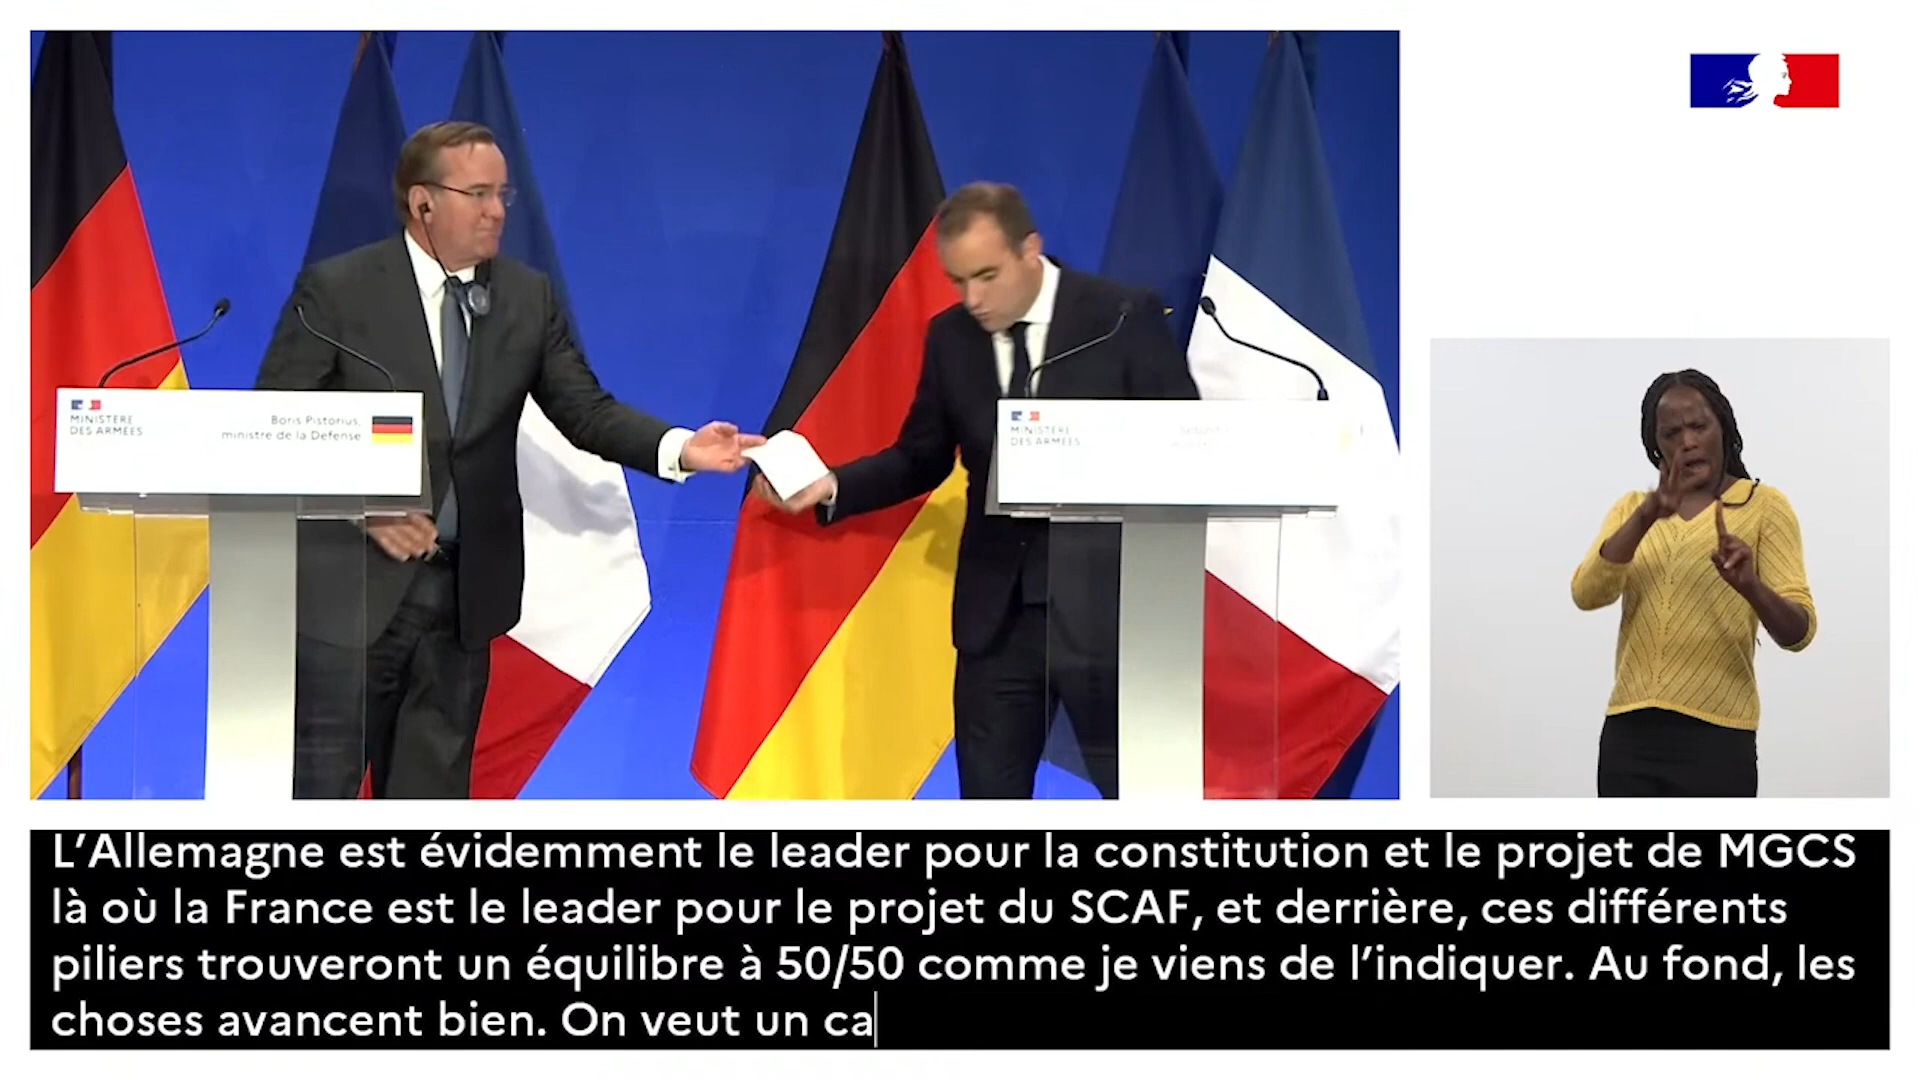 MINISTÈRE
DES ARMÉES
Boris Pistorius,
ministre de la Défense
MINISTÈRE
DES ARMÉES
L’Allemagne est évidemment le leader pour la constitution et le projet de MGCS
là où la France est le leader pour le projet du SCAF, et derrière, ces différents
piliers trouveront un équilibre à 50/50 comme je viens de l’indiquer. Au fond, les
choses avancent bien. On veut un ca